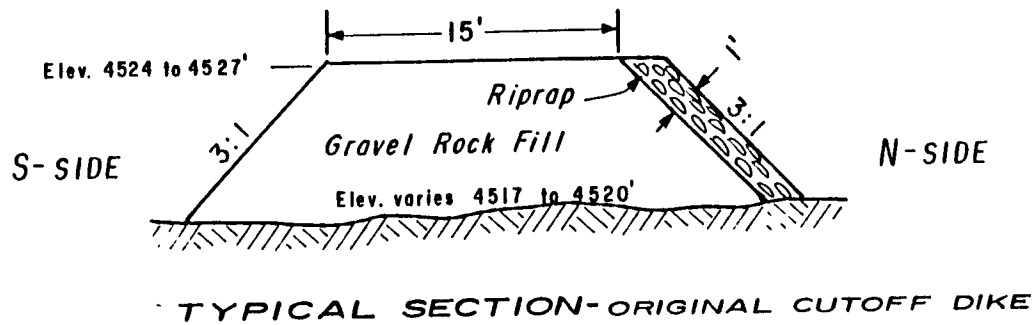 15'
Elev. 4524 to 4527'
1'
Riprap
3:1
3:1
Gravel Rock Fill
S-SIDE
N-SIDE
Elev. varies 4517 to 4520'
TYPICAL SECTION-ORIGINAL CUTOFF DIKE